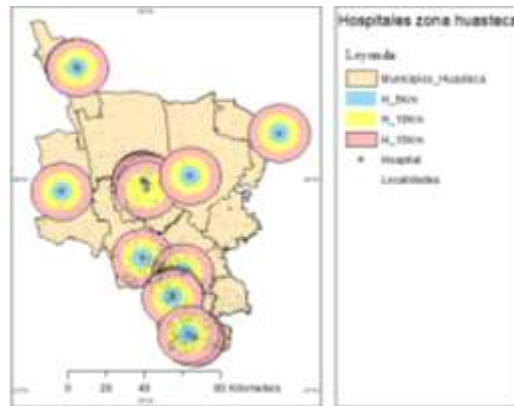 Hospitales zona huasteca
Leyenda
Municipios_Huasteca
H_5Km
H_10Km
H_15Km
Hospital
Localidades
0 20 40 80 Kilometers